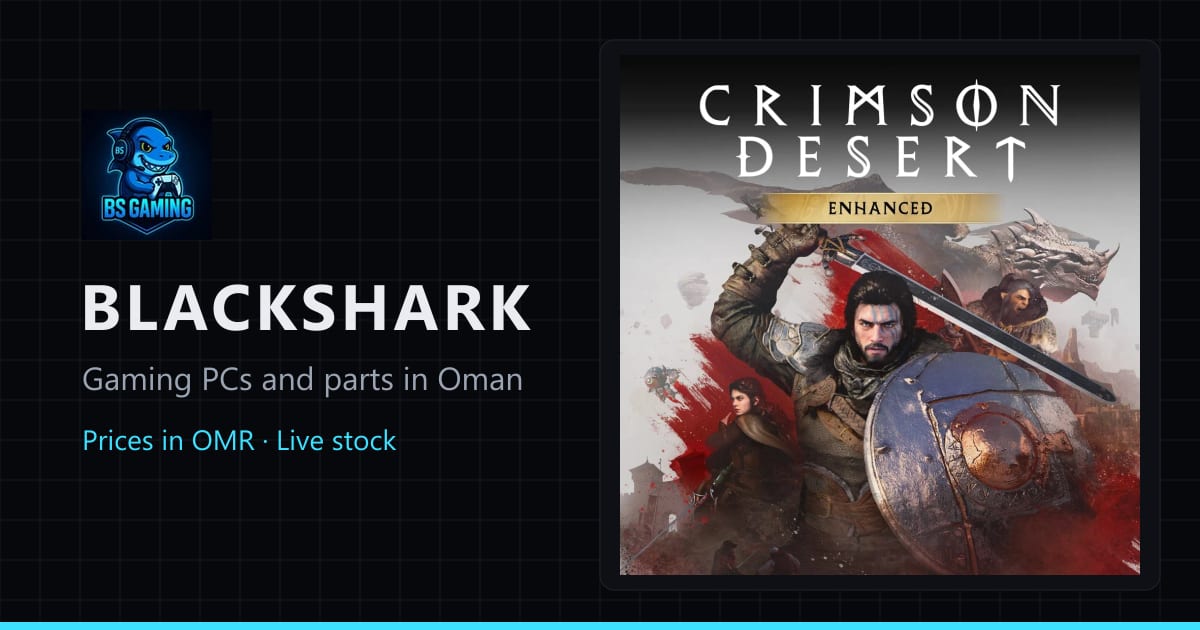 BS
BS GAMING
BLACKSHARK
Gaming PCs and parts in Oman
Prices in OMR · Live stock
CRIMSON
DESERT
ENHANCED